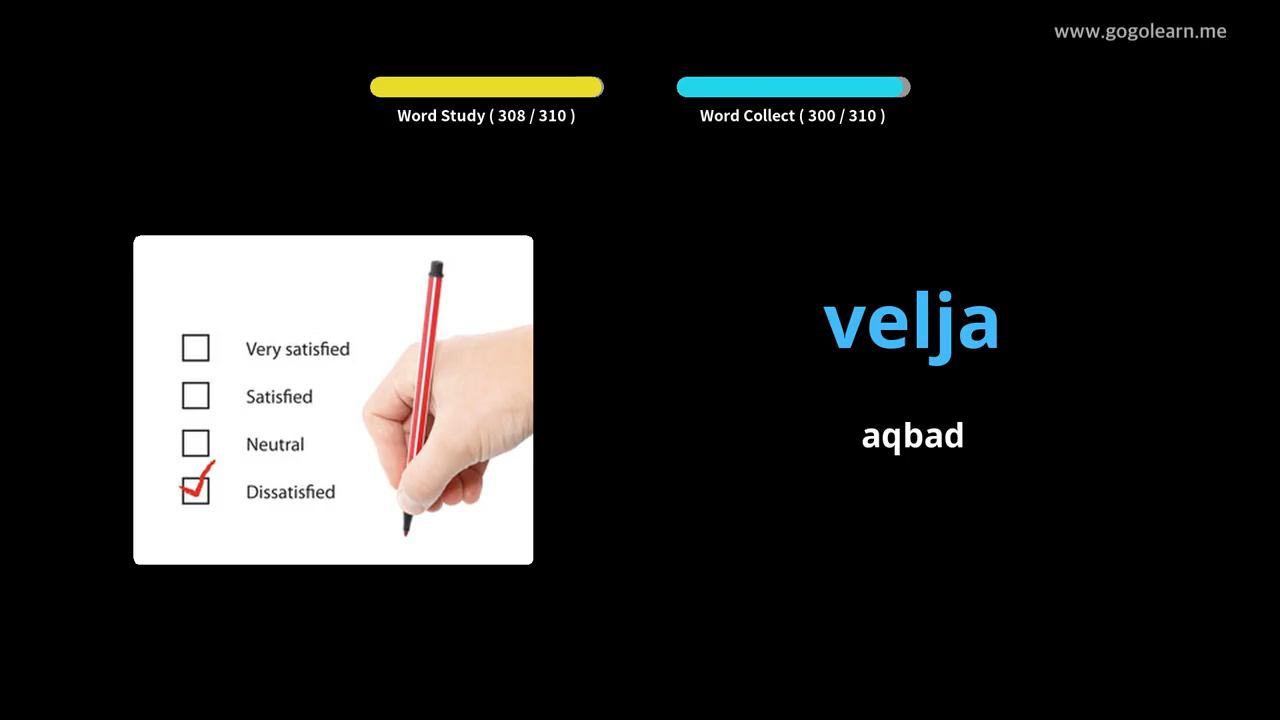 www.gogolearn.me
Word Study ( 308 / 310 )
Word Collect ( 300 / 310 )
Very satisfied
Satisfied
Neutral
Dissatisfied
velja
aqbad